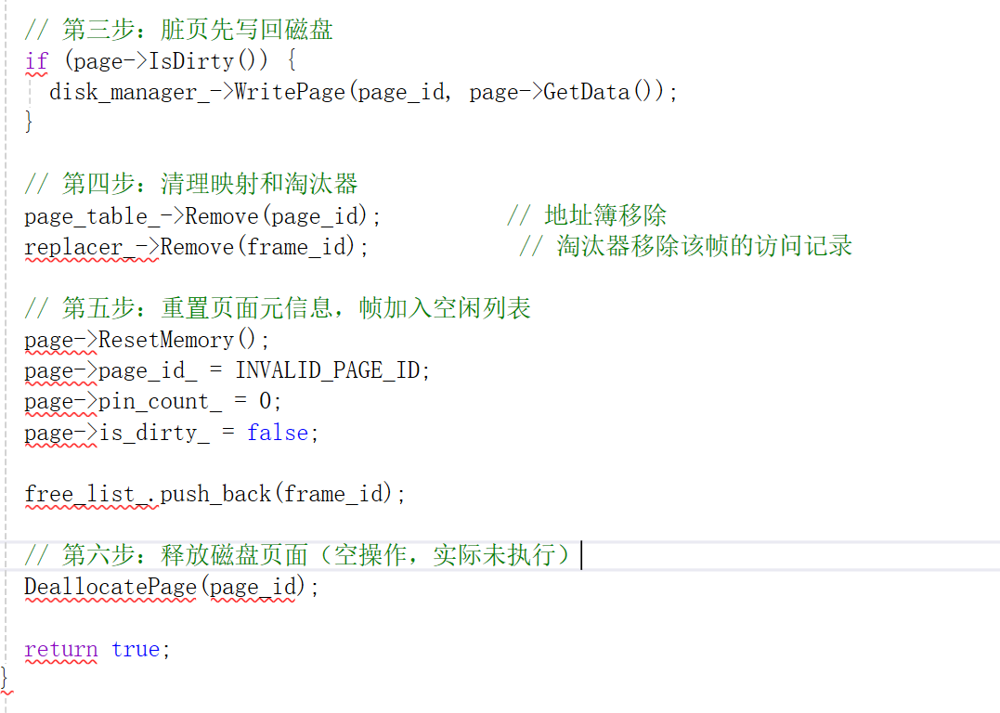 // 第三步：脏页先写回磁盘
if (page->IsDirty()) {
disk_manager_->WritePage(page_id, page->GetData());
}
// 第四步：清理映射和淘汰器
page_table_->Remove(page_id); // 地址簿移除
replacer_->Remove(frame_id); // 淘汰器移除该帧的访问记录
// 第五步：重置页面元信息，帧加入空闲列表
page->ResetMemory();
page->page_id_ = INVALID_PAGE_ID;
page->pin_count_ = 0;
page->is_dirty_ = false;
free_list_.push_back(frame_id);
// 第六步：释放磁盘页面（空操作，实际未执行）
DeallocatePage(page_id);
return true;
}